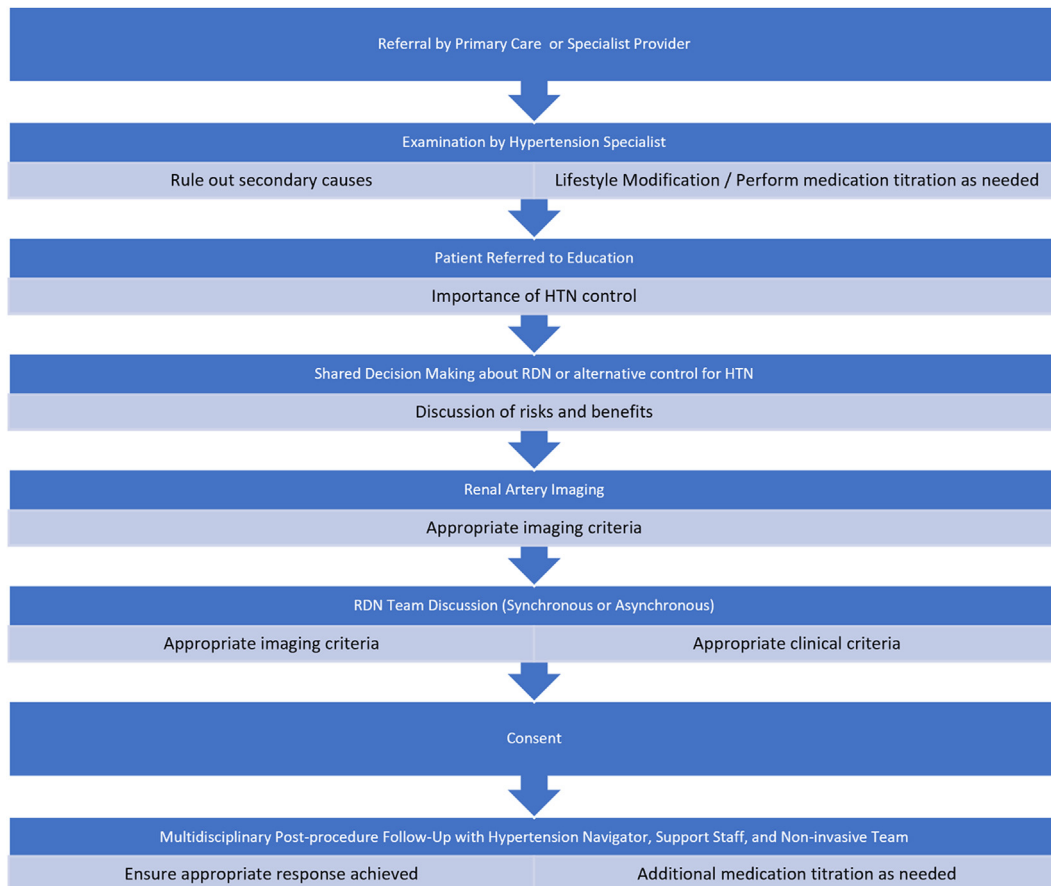 Referral by Primary Care or Specialist Provider
Examination by Hypertension Specialist
Rule out secondary causes
Lifestyle Modification / Perform medication titration as needed
Patient Referred to Education
Importance of HTN control
Shared Decision Making about RDN or alternative control for HTN
Discussion of risks and benefits
Renal Artery Imaging
Appropriate imaging criteria
RDN Team Discussion (Synchronous or Asynchronous)
Appropriate imaging criteria
Appropriate clinical criteria
Consent
Multidisciplinary Post-procedure Follow-Up with Hypertension Navigator, Support Staff, and Non-invasive Team
Ensure appropriate response achieved
Additional medication titration as needed